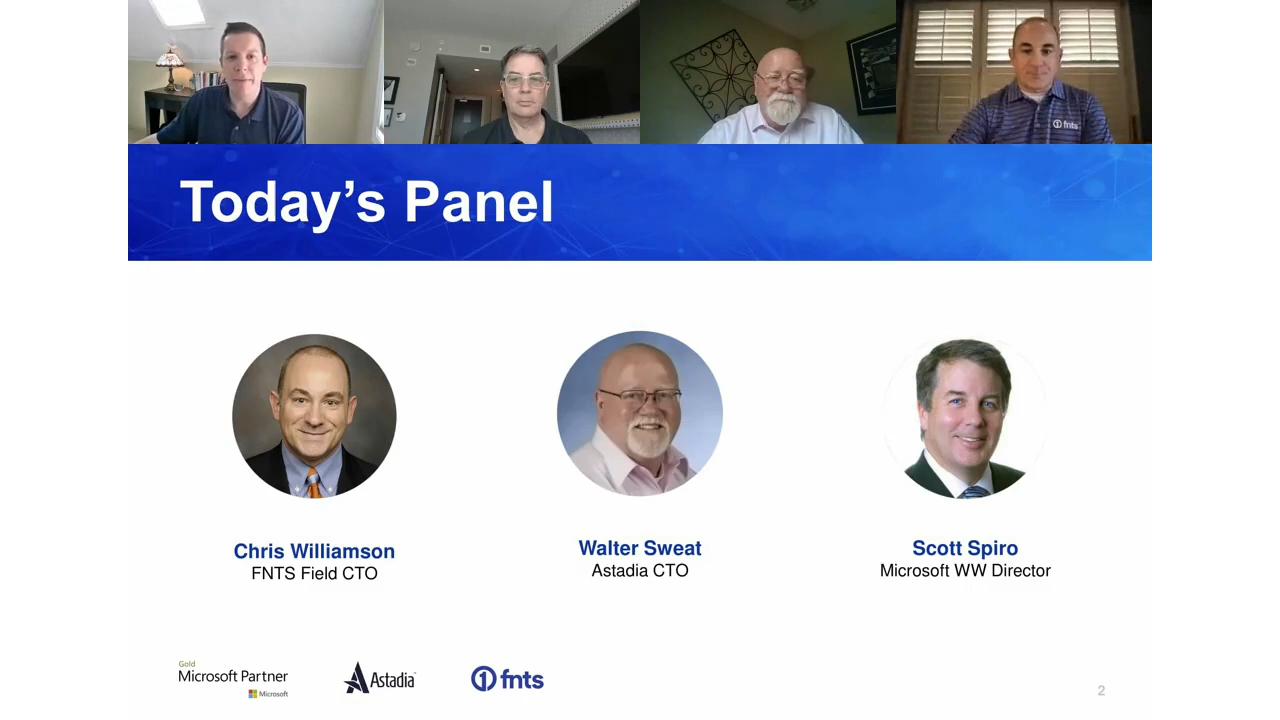 fnts
Today's Panel
Chris Williamson
FNTS Field CTO
Walter Sweat
Astadia CTO
Scott Spiro
Microsoft WW Director
Gold
Microsoft Partner
Microsoft
Astadia
fnts
2